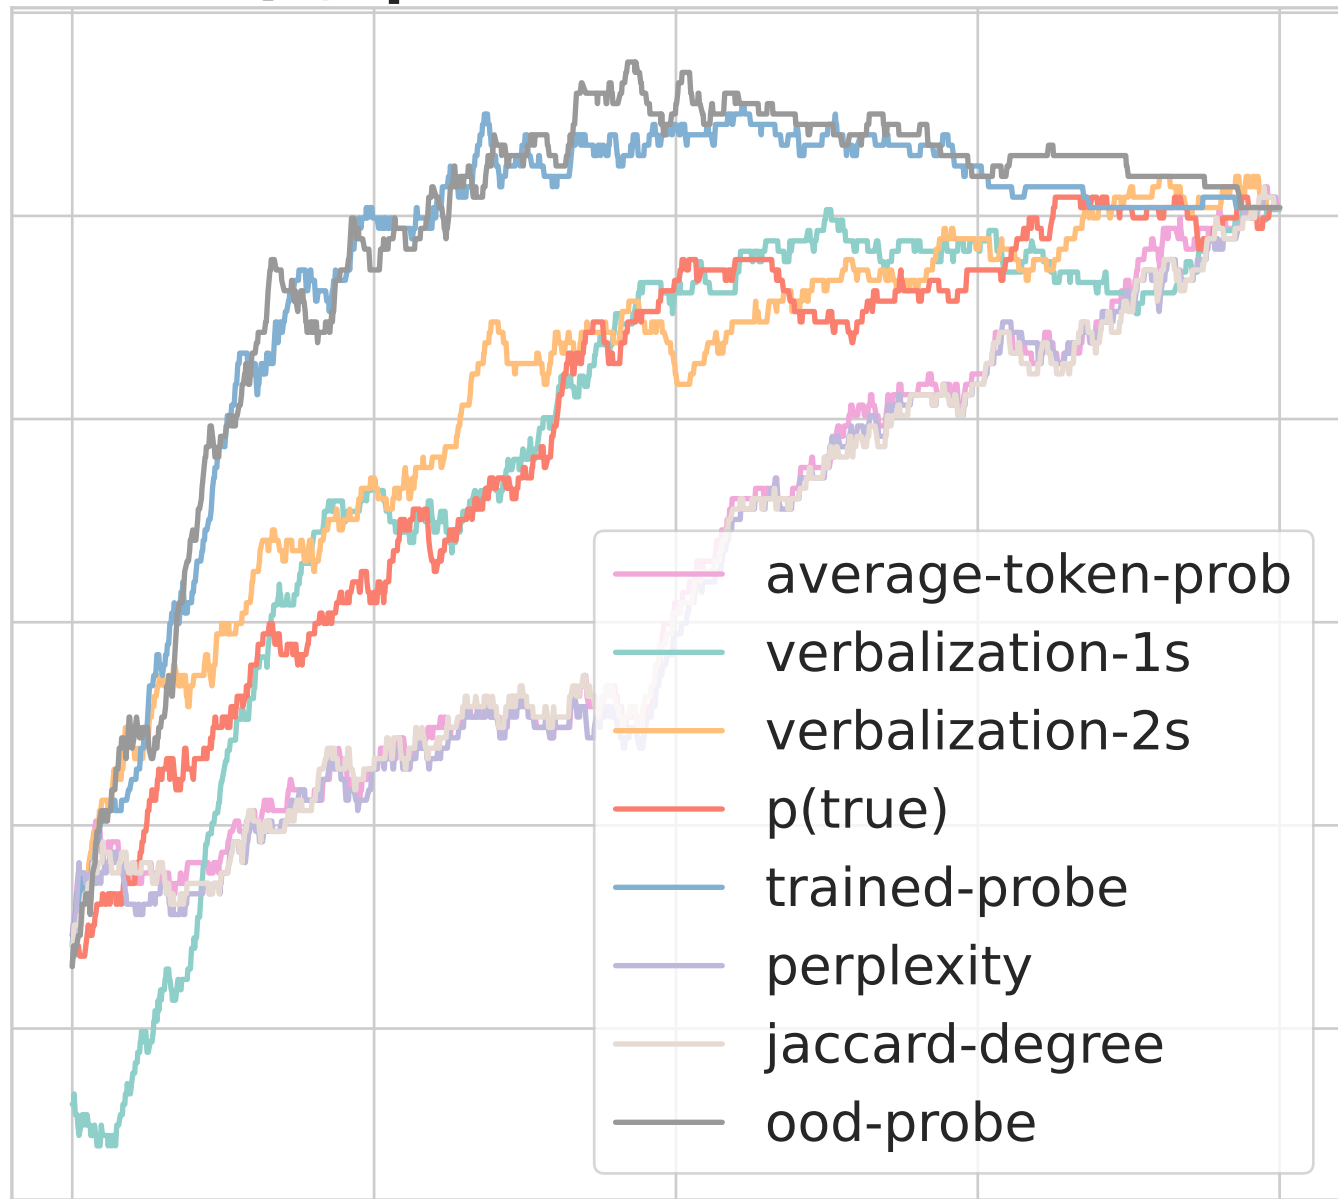 average-token-prob
verbalization-1s
verbalization-2s
p(true)
trained-probe
perplexity
jaccard-degree
ood-probe